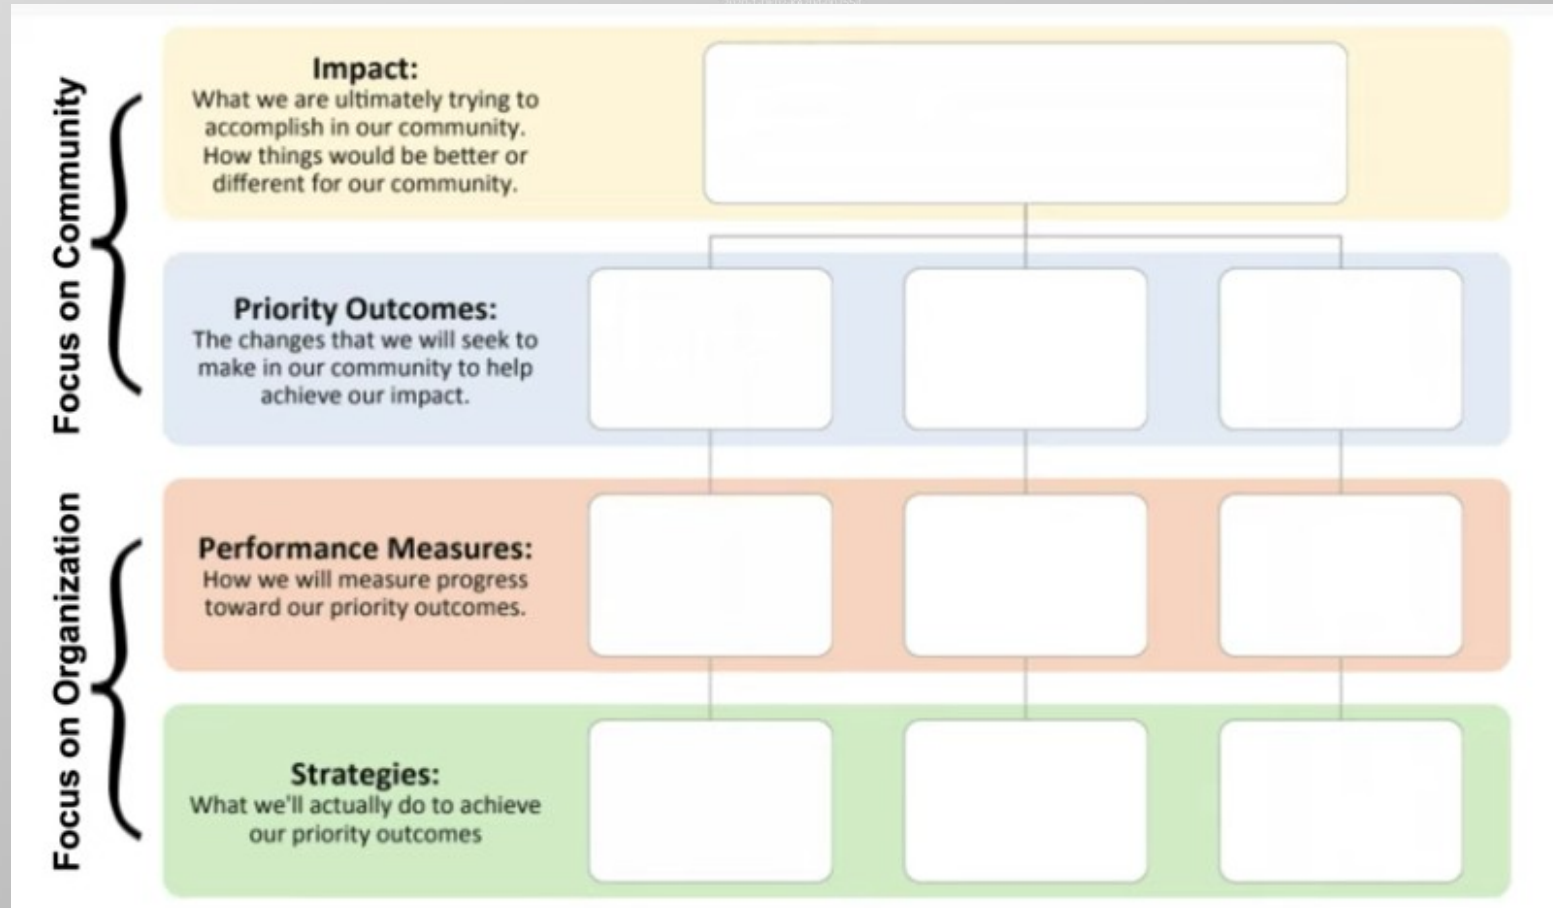 Focus on Community
Impact:
What we are ultimately trying to
accomplish in our community.
How things would be better or
different for our community.
Priority Outcomes:
The changes that we will seek to
make in our community to help
achieve our impact.
Focus on Organization
Performance Measures:
How we will measure progress
toward our priority outcomes.
Strategies:
What we'll actually do to achieve
our priority outcomes